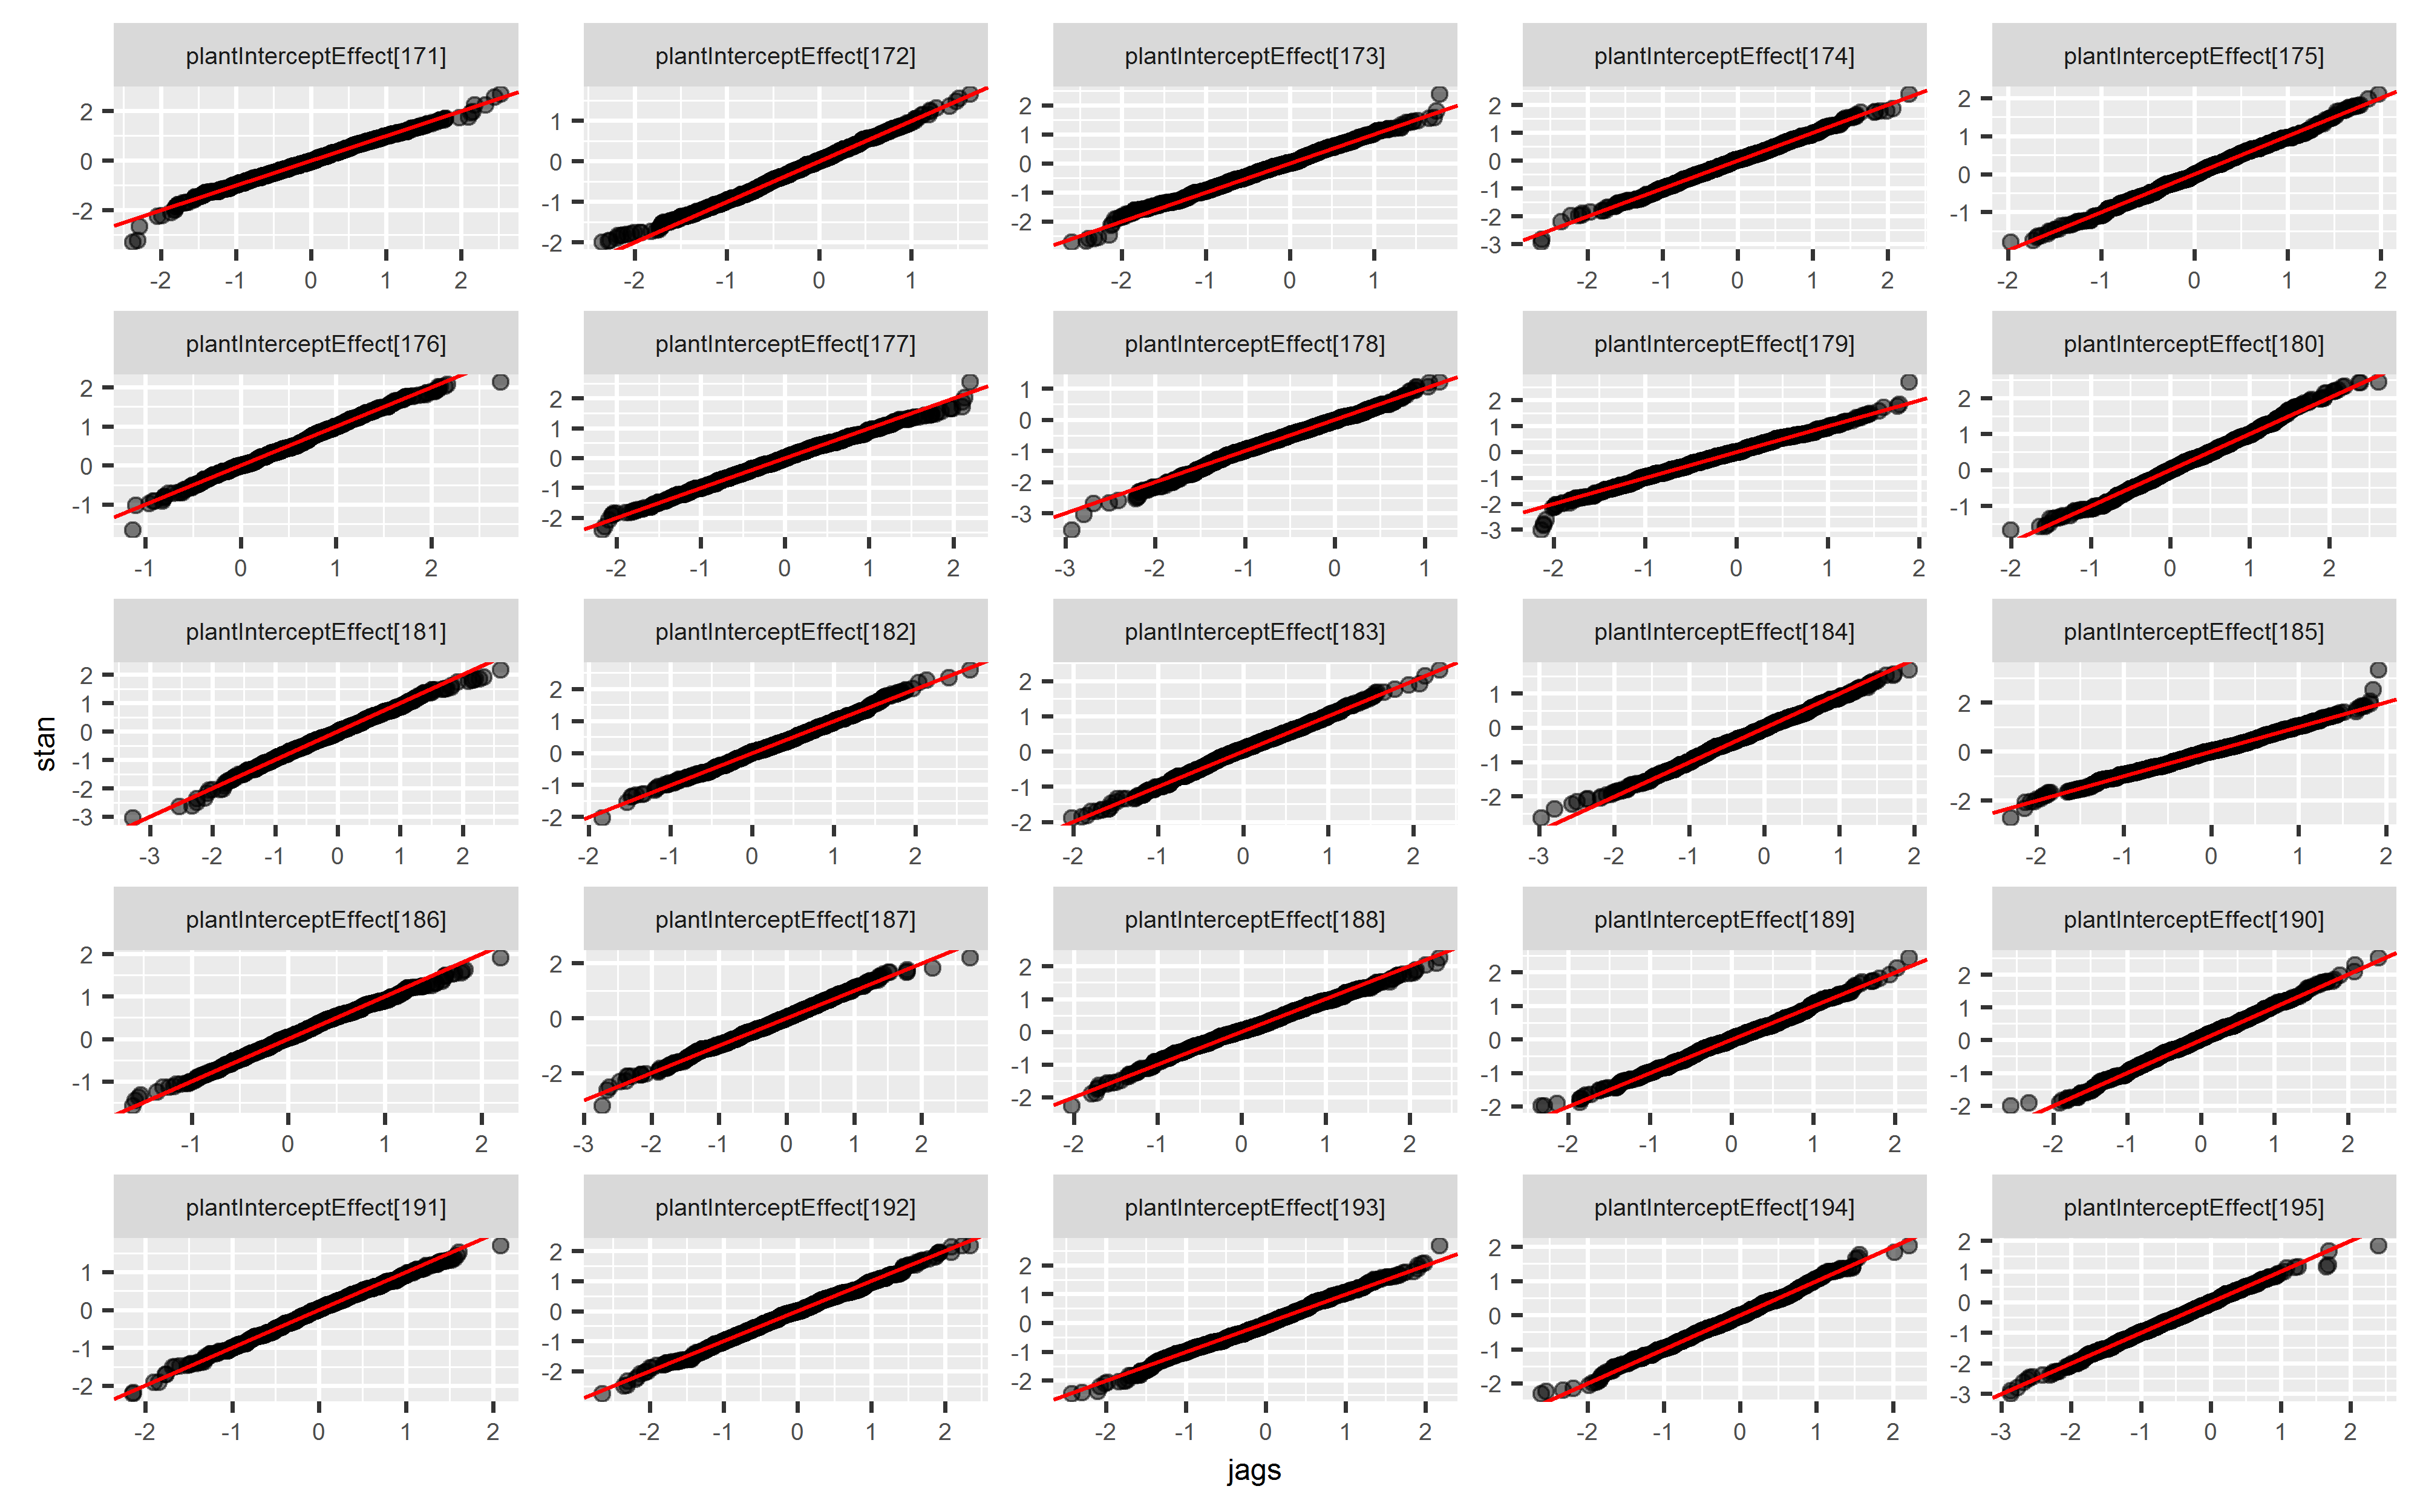 plantInterceptEffect[171] plantInterceptEffect[172] plantInterceptEffect[173] plantInterceptEffect[174] plantInterceptEffect[175]
2 0 -2
1 0 -1 -2
2 1 0 -1 -2
2 1 0 -1 -2 -3
2 1 0 -1
-2 -1 0 1 2
-2 -1 0 1
-2 -1 0 1
-2 -1 0 1 2
-2 -1 0 1 2
plantInterceptEffect[176] plantInterceptEffect[177] plantInterceptEffect[178] plantInterceptEffect[179] plantInterceptEffect[180]
2 1 0 -1
2 1 0 -1 -2
1 0 -1 -2 -3
2 1 0 -1 -2 -3
2 1 0 -1
-1 0 1 2
-2 -1 0 1 2
-3 -2 -1 0 1
-2 -1 0 1 2
-2 -1 0 1 2
plantInterceptEffect[181] plantInterceptEffect[182] plantInterceptEffect[183] plantInterceptEffect[184] plantInterceptEffect[185]
2 1 0 -1 -2 -3
2 1 0 -1 -2
2 1 0 -1 -2
1 0 -1 -2
2 0 -2
-3 -2 -1 0 1 2
-2 -1 0 1 2
-2 -1 0 1 2
-3 -2 -1 0 1 2
-2 -1 0 1 2
stan
plantInterceptEffect[186] plantInterceptEffect[187] plantInterceptEffect[188] plantInterceptEffect[189] plantInterceptEffect[190]
2 1 0 -1
2 0 -2
2 1 0 -1 -2
2 1 0 -1 -2
2 1 0 -1 -2
-1 0 1 2
-3 -2 -1 0 1 2
-2 -1 0 1 2
-2 -1 0 1 2
-2 -1 0 1 2
plantInterceptEffect[191] plantInterceptEffect[192] plantInterceptEffect[193] plantInterceptEffect[194] plantInterceptEffect[195]
1 0 -1 -2
2 1 0 -1 -2
2 1 0 -1 -2
2 1 0 -1 -2
2 1 0 -1 -2 -3
-2 -1 0 1 2
-2 -1 0 1 2
-2 -1 0 1 2
-2 -1 0 1 2
-3 -2 -1 0 1 2
jags